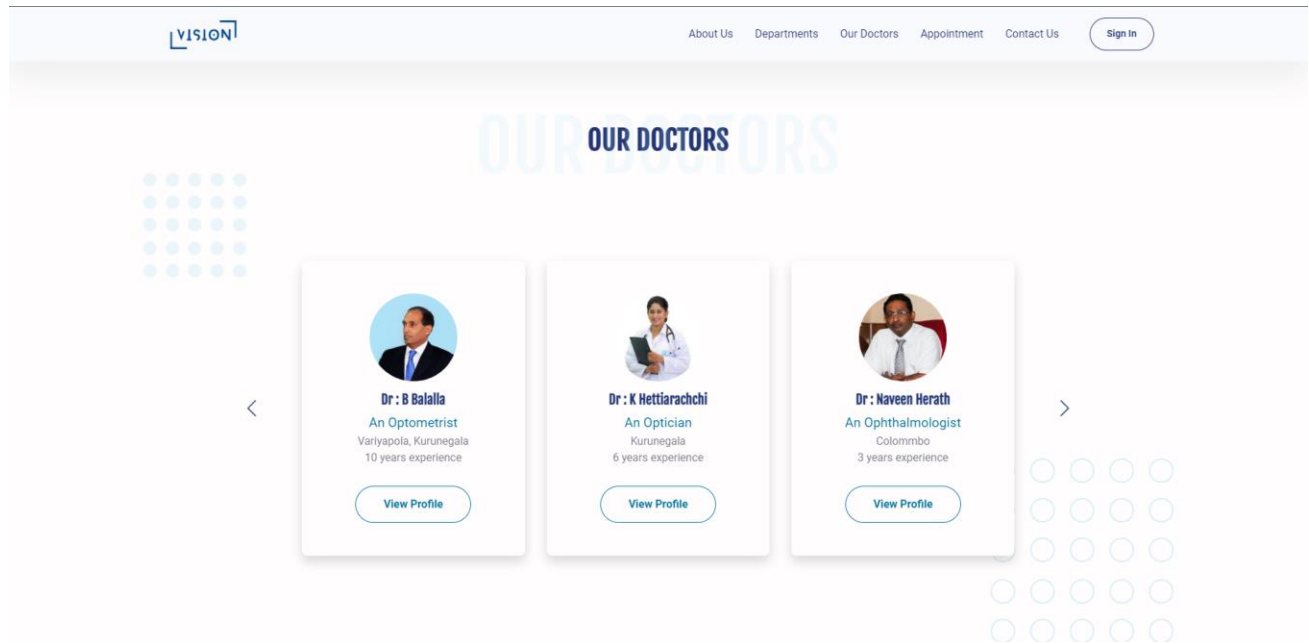 VISION
About Us Departments Our Doctors Appointment Contact Us Sign In
OUR DOCTORS
OUR DOCTORS
Dr : B Balalla
An Optometrist
Variyapola, Kurunegala
10 years experience
View Profile
Dr : K Hettiarachchi
An Optician
Kurunegala
6 years experience
View Profile
Dr : Naveen Herath
An Ophthalmologist
Colommbo
3 years experience
View Profile